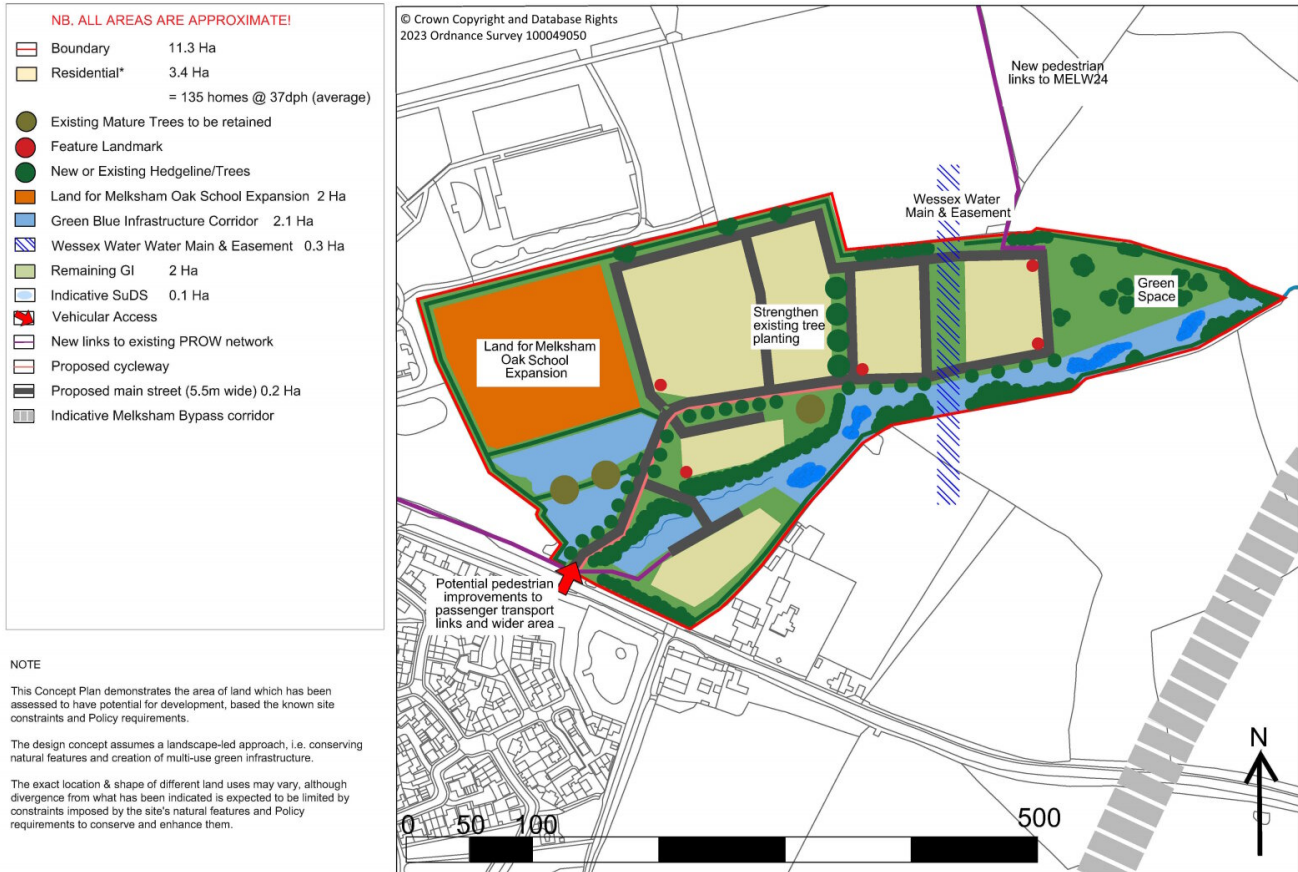 NB. ALL AREAS ARE APPROXIMATE!
Boundary 11.3 Ha
Residential* 3.4 Ha
= 135 homes @ 37dph (average)
Existing Mature Trees to be retained
Feature Landmark
New or Existing Hedgeline/Trees
Land for Melksham Oak School Expansion 2 Ha
Green Blue Infrastructure Corridor 2.1 Ha
Wessex Water Water Main & Easement 0.3 Ha
Remaining GI 2 Ha
Indicative SuDS 0.1 Ha
Vehicular Access
New links to existing PROW network
Proposed cycleway
Proposed main street (5.5m wide) 0.2 Ha
Indicative Melksham Bypass corridor
NOTE
This Concept Plan demonstrates the area of land which has been
assessed to have potential for development, based the known site
constraints and Policy requirements.
The design concept assumes a landscape-led approach, i.e. conserving
natural features and creation of multi-use green infrastructure.
The exact location & shape of different land uses may vary, although
divergence from what has been indicated is expected to be limited by
constraints imposed by the site's natural features and Policy
requirements to conserve and enhance them.
© Crown Copyright and Database Rights
2023 Ordnance Survey 100049050
New pedestrian
links to MELW24
Wessex Water
Main & Easement
Green
Space
Strengthen
existing tree
planting
Land for Melksham
Oak School
Expansion
Potential pedestrian
improvements to
passenger transport
links and wider area
N
0 50 100 500